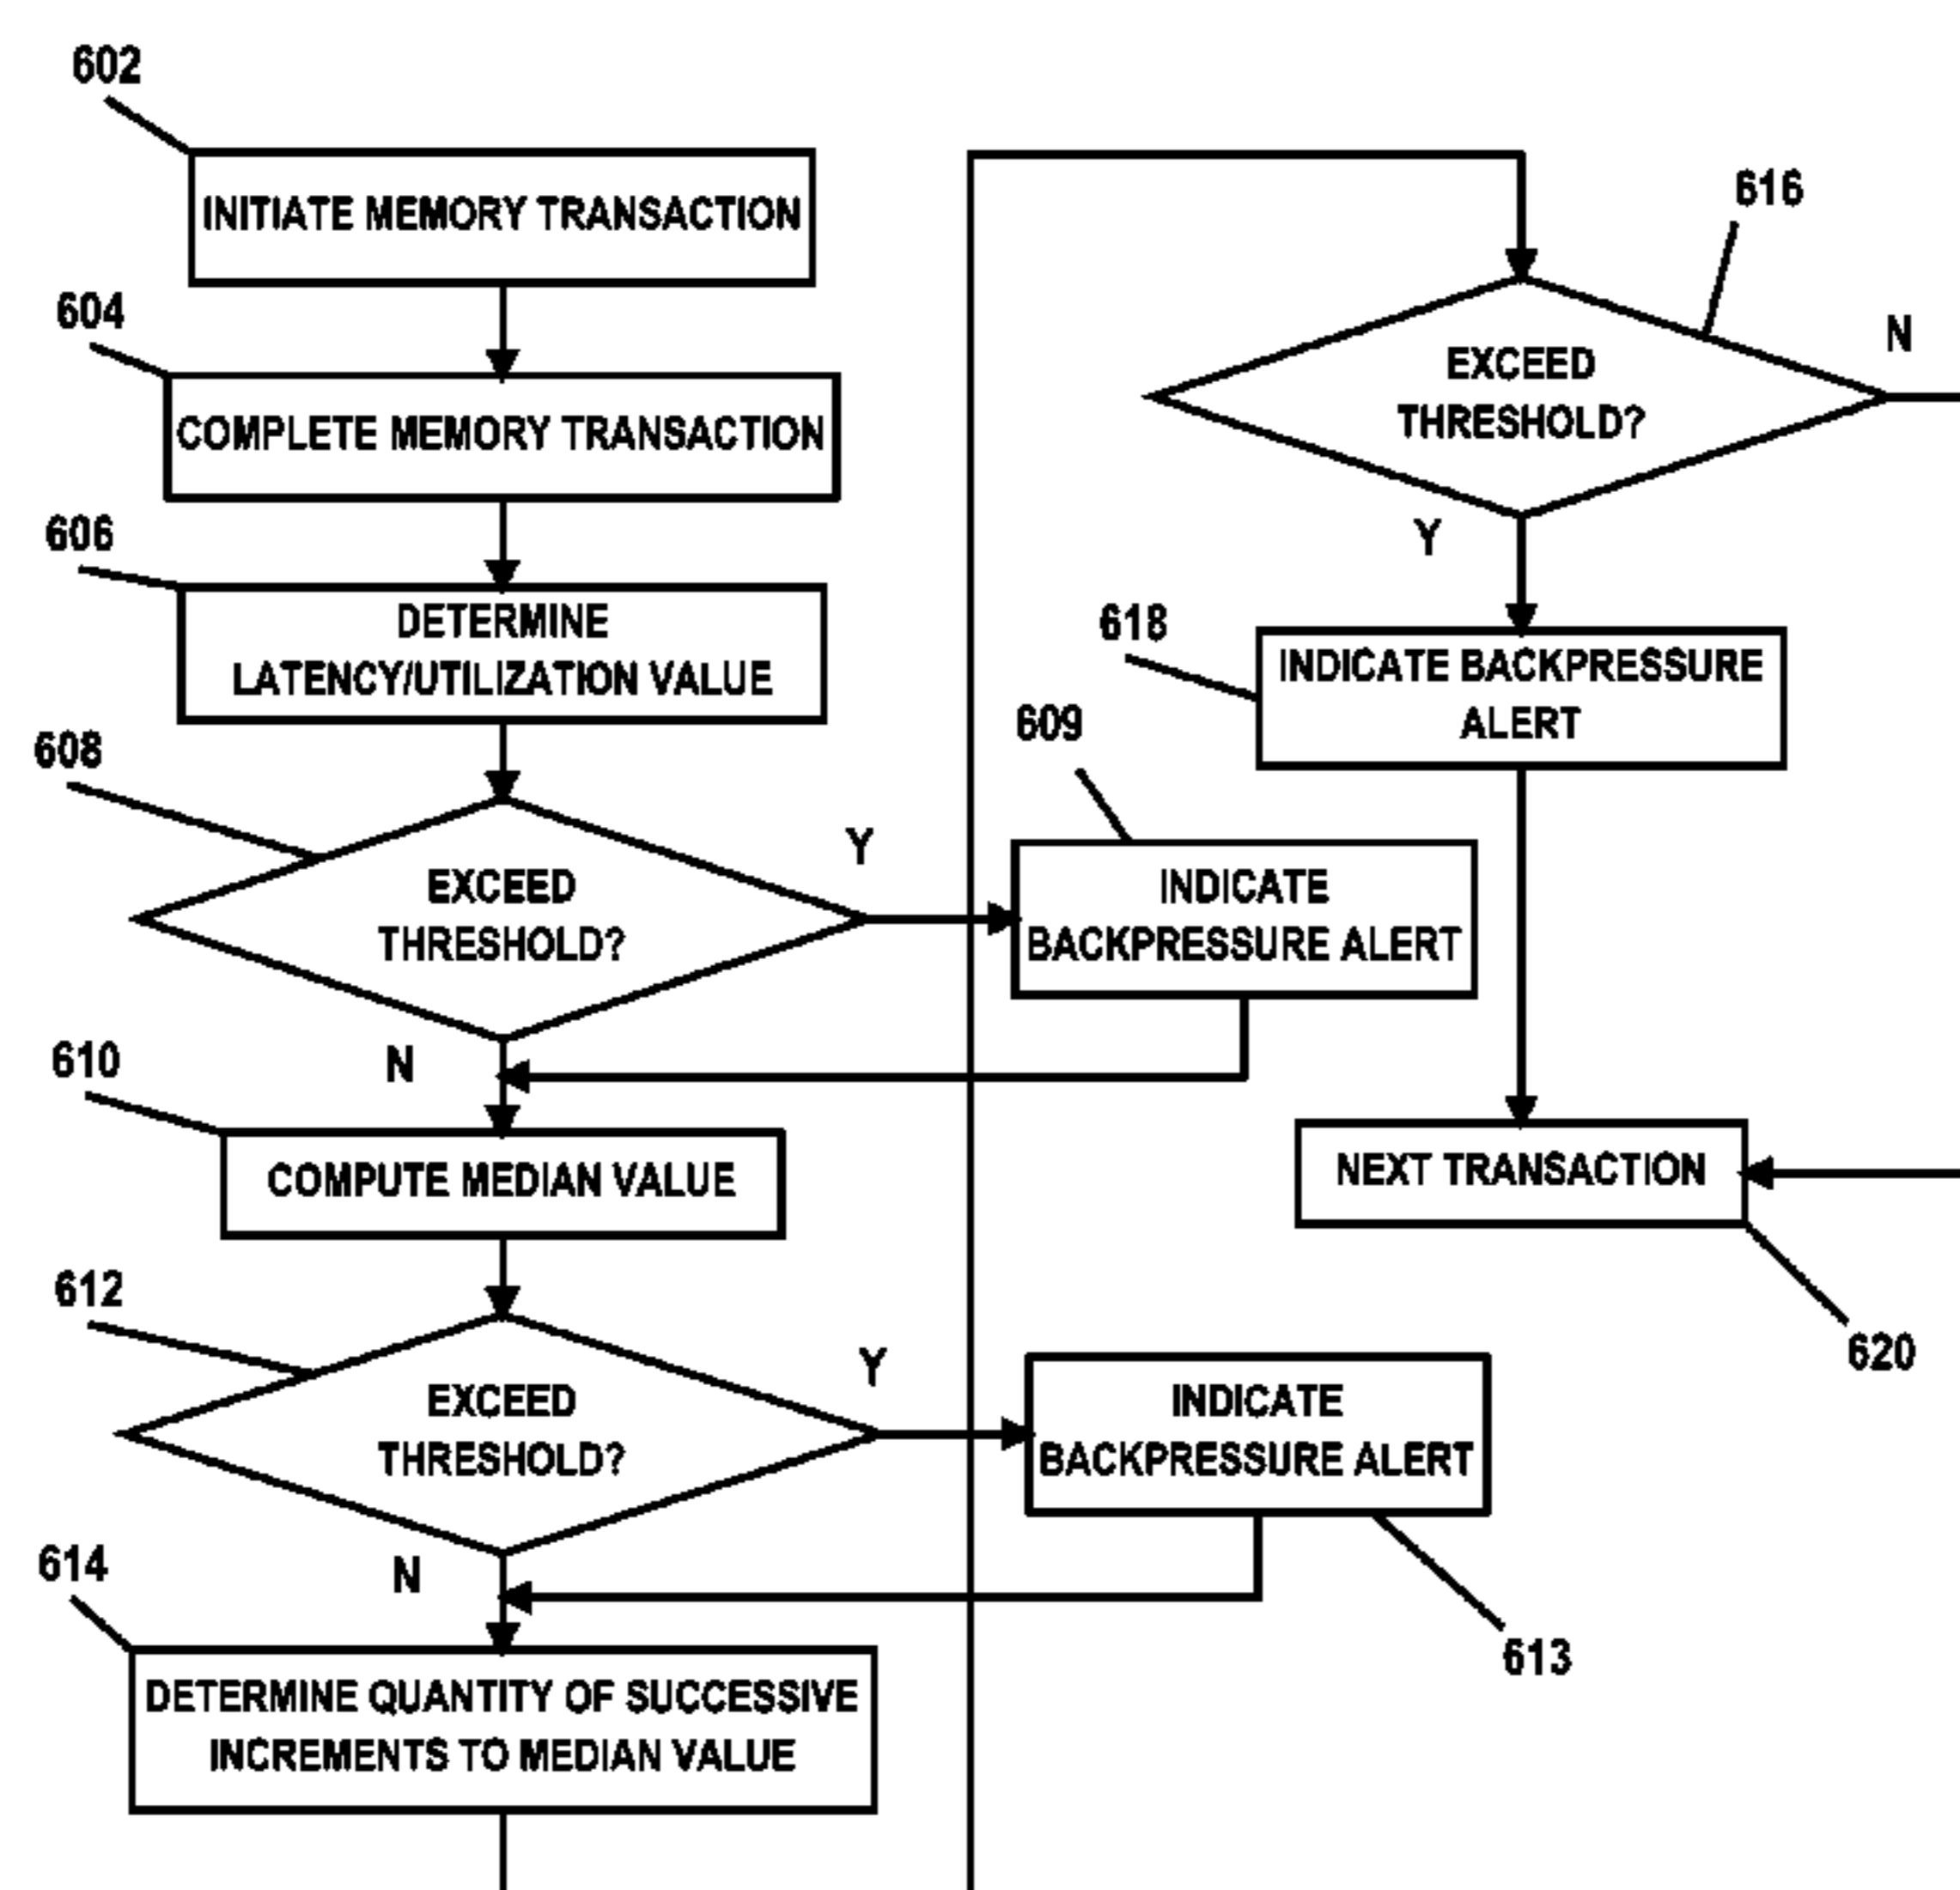 602
INITIATE MEMORY TRANSACTION
604
COMPLETE MEMORY TRANSACTION
606
DETERMINE
LATENCY/UTILIZATION VALUE
608
EXCEED
THRESHOLD?
Y
N
609
INDICATE
BACKPRESSURE ALERT
610
COMPUTE MEDIAN VALUE
612
EXCEED
THRESHOLD?
Y
N
INDICATE
BACKPRESSURE ALERT
613
614
DETERMINE QUANTITY OF SUCCESSIVE
INCREMENTS TO MEDIAN VALUE
616
EXCEED
THRESHOLD?
N
Y
618
INDICATE BACKPRESSURE
ALERT
NEXT TRANSACTION
620